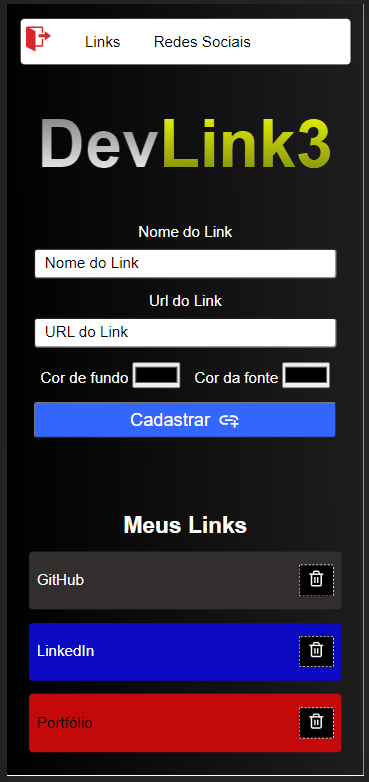 Links Redes Sociais
DevLink3
Nome do Link
Nome do Link
Url do Link
URL do Link
Cor de fundo Cor da fonte
Cadastrar
Meus Links
GitHub
LinkedIn
Portfólio